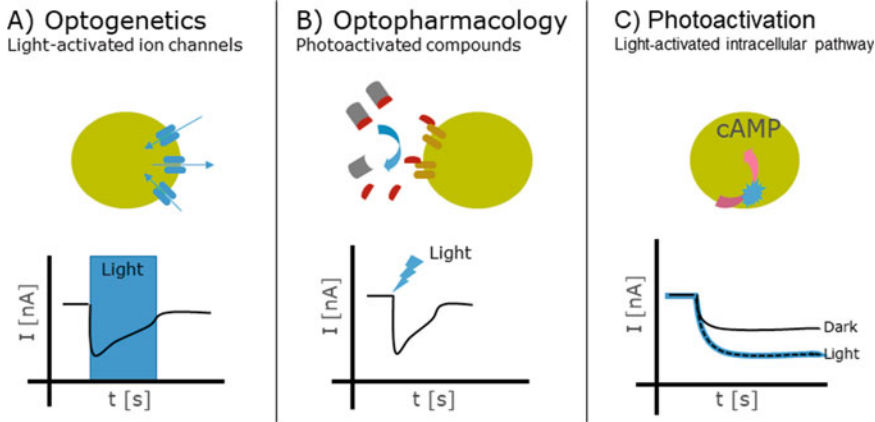 A) Optogenetics
Light-activated ion channels
I [nA]
Light
t [s]
B) Optopharmacology
Photoactivated compounds
I [nA]
Light
t [s]
C) Photoactivation
Light-activated intracellular pathway
cAMP
I [nA]
Dark
Light
t [s]